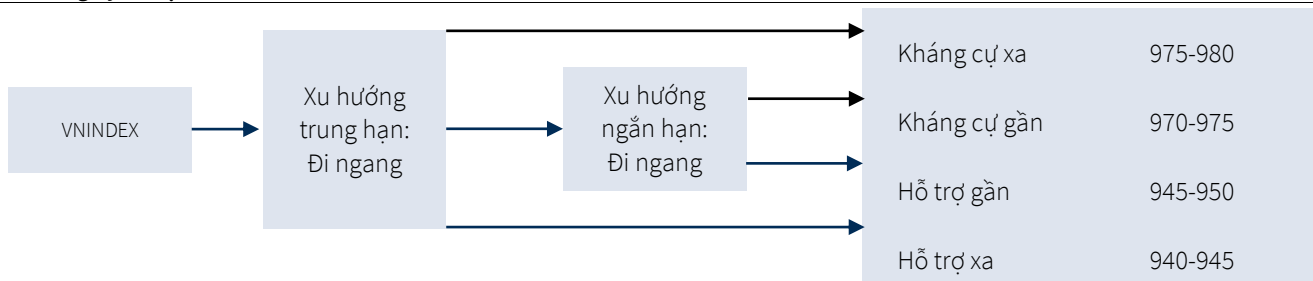 VNINDEX
Xu hướng
trung hạn:
Đi ngang
Xu hướng
ngắn hạn:
Đi ngang
Kháng cự xa 975-980
Kháng cự gần 970-975
Hỗ trợ gần 945-950
Hỗ trợ xa 940-945